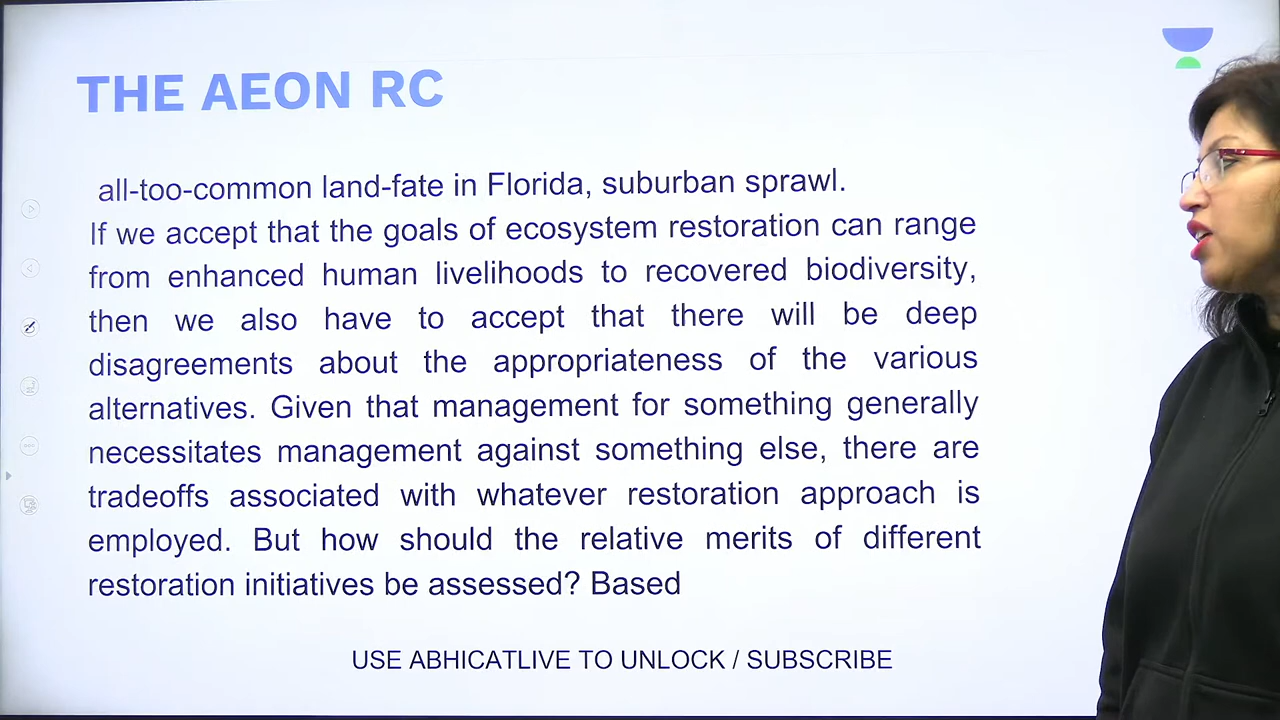 THE AEON RC
all-too-common land-fate in Florida, suburban sprawl.
If we accept that the goals of ecosystem restoration can range
from enhanced human livelihoods to recovered biodiversity,
then we also have to accept that there will be deep
disagreements about the appropriateness of the various
alternatives. Given that management for something generally
necessitates management against something else, there are
tradeoffs associated with whatever restoration approach is
employed. But how should the relative merits of different
restoration initiatives be assessed? Based
USE ABHICATLIVE TO UNLOCK / SUBSCRIBE